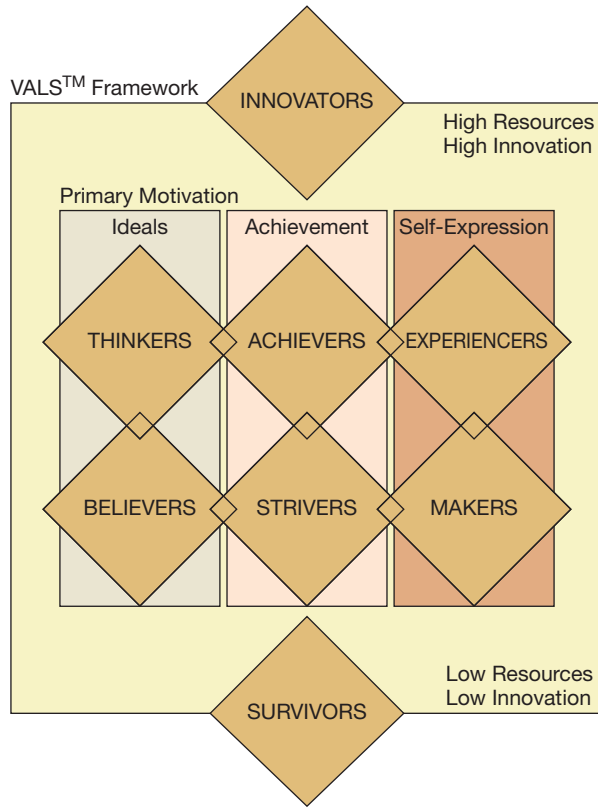 VALS™ Framework
INNOVATORS
High Resources
High Innovation
Primary Motivation
Ideals
Achievement
Self-Expression
THINKERS
ACHIEVERS
EXPERIENCERS
BELIEVERS
STRIVERS
MAKERS
Low Resources
Low Innovation
SURVIVORS